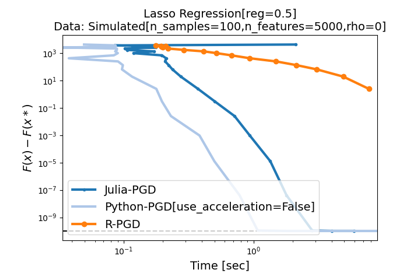 Lasso Regression[reg=0.5]
Data: Simulated[n_samples=100,n_features=5000,rho=0]
F(x) − F(x*)
10³
10¹
10⁻¹
10⁻³
10⁻⁵
10⁻⁷
10⁻⁹
Julia-PGD
Python-PGD[use_acceleration=False]
R-PGD
10⁻¹ 10⁰
Time [sec]